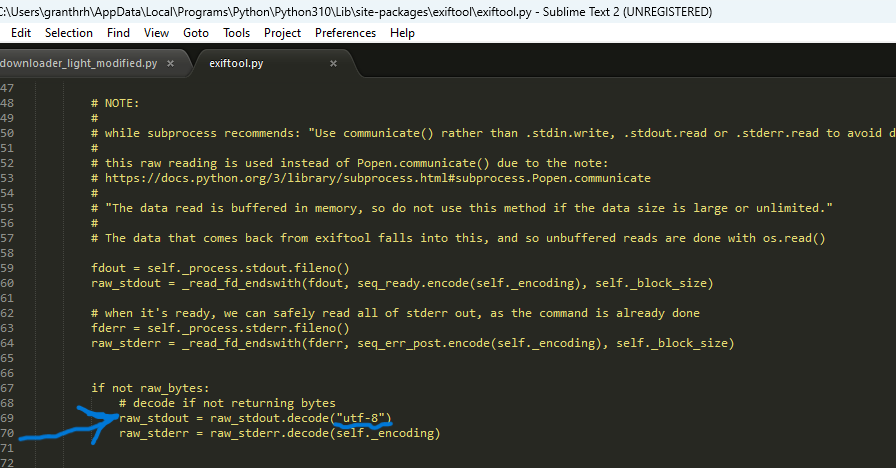 C:\Users\granthrh\AppData\Local\Programs\Python\Python310\Lib\site-packages\exiftool\exiftool.py - Sublime Text 2 (UNREGISTERED)
Edit Selection Find View Goto Tools Project Preferences Help
downloader_light_modified.py × exiftool.py ×
47
48 # NOTE:
49 #
50 # while subprocess recommends: "Use communicate() rather than .stdin.write, .stdout.read or .stderr.read to avoid d
51 #
52 # this raw reading is used instead of Popen.communicate() due to the note:
53 # https://docs.python.org/3/library/subprocess.html#subprocess.Popen.communicate
54 #
55 # "The data read is buffered in memory, so do not use this method if the data size is large or unlimited."
56 #
57 # The data that comes back from exiftool falls into this, and so unbuffered reads are done with os.read()
58
59 fdout = self._process.stdout.fileno()
60 raw_stdout = _read_fd_endswith(fdout, seq_ready.encode(self._encoding), self._block_size)
61
62 # when it's ready, we can safely read all of stderr out, as the command is already done
63 fderr = self._process.stderr.fileno()
64 raw_stderr = _read_fd_endswith(fderr, seq_err_post.encode(self._encoding), self._block_size)
65
66
67 if not raw_bytes:
68 # decode if not returning bytes
69 raw_stdout = raw_stdout.decode("utf-8")
70 raw_stderr = raw_stderr.decode(self._encoding)
71
72